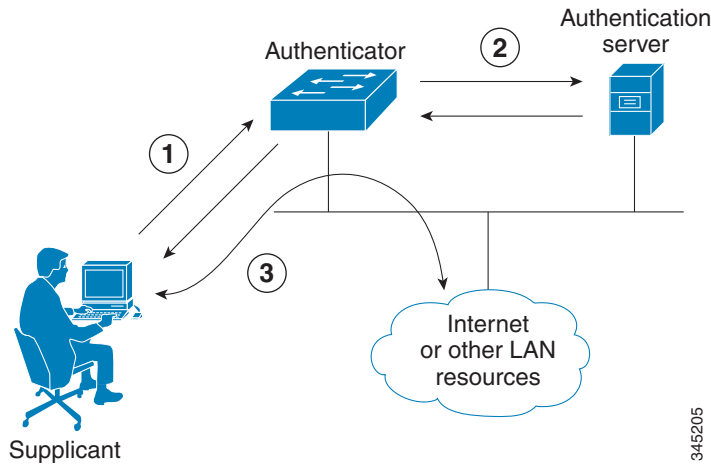 Authentication
server
Authenticator
2
1
3
Internet
or other LAN
resources
Supplicant
345205